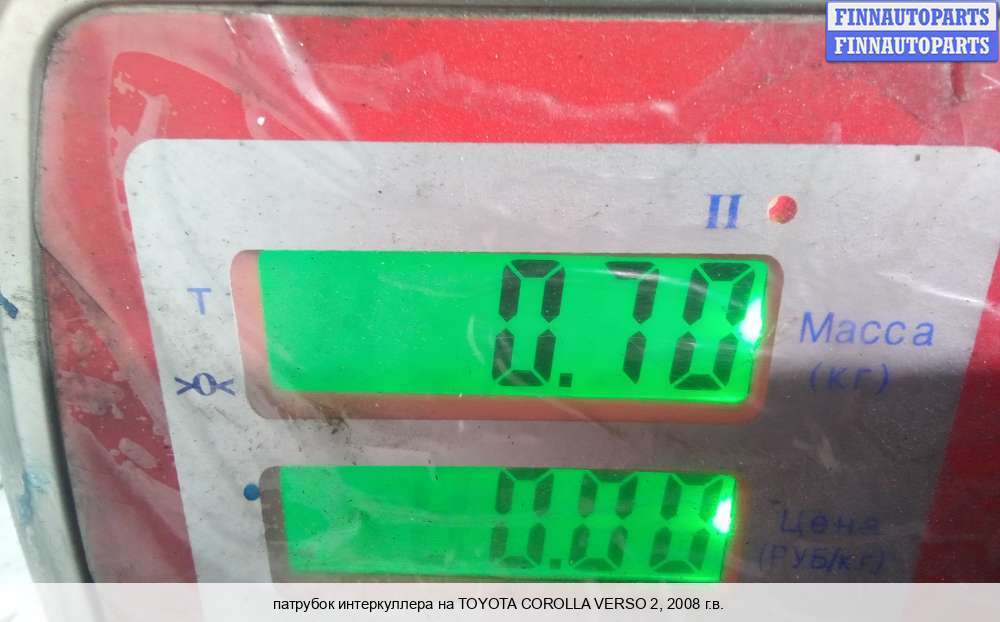 FINNAUTOPARTS
FINNAUTOPARTS
II
T
0.70
Масса
(кг)
>0<
Цена
(РУБ/кг)
патрубок интеркуллера на TOYOTA COROLLA VERSO 2, 2008 г.в.